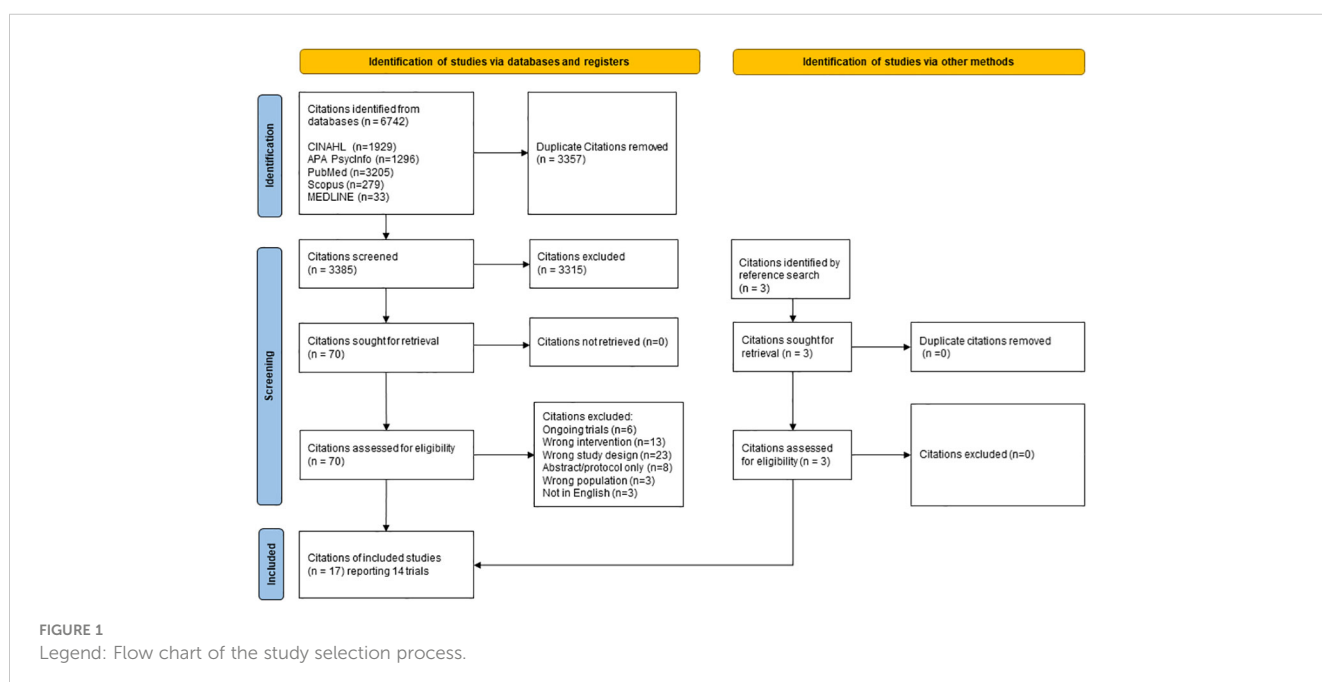 Identification of studies via databases and registers
Identification of studies via other methods
Identification
Citations identified from
databases (n = 6742)
CINAHL (n=1929)
APA PsycInfo (n=1296)
PubMed (n=3205)
Scopus (n=279)
MEDLINE (n=33)
Duplicate Citations removed
(n = 3357)
Screening
Citations screened
(n = 3385)
Citations excluded
(n = 3315)
Citations identified by
reference search
(n = 3)
Citations sought for retrieval
(n = 70)
Citations not retrieved (n=0)
Citations sought for
retrieval (n = 3)
Duplicate citations removed
(n =0)
Citations assessed for eligibility
(n = 70)
Citations excluded:
Ongoing trials (n=6)
Wrong intervention (n=13)
Wrong study design (n=23)
Abstract/protocol only (n=8)
Wrong population (n=3)
Not in English (n=3)
Citations assessed
for eligibility (n = 3)
Citations excluded (n=0)
Included
Citations of included studies
(n = 17) reporting 14 trials
FIGURE 1
Legend: Flow chart of the study selection process.